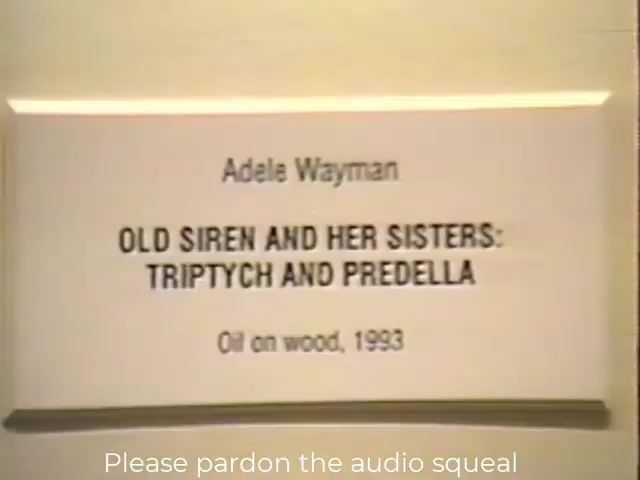 Adele Wayman
OLD SIREN AND HER SISTERS:
TRIPTYCH AND PREDELLA
Oil on wood, 1993
Please pardon the audio squeal